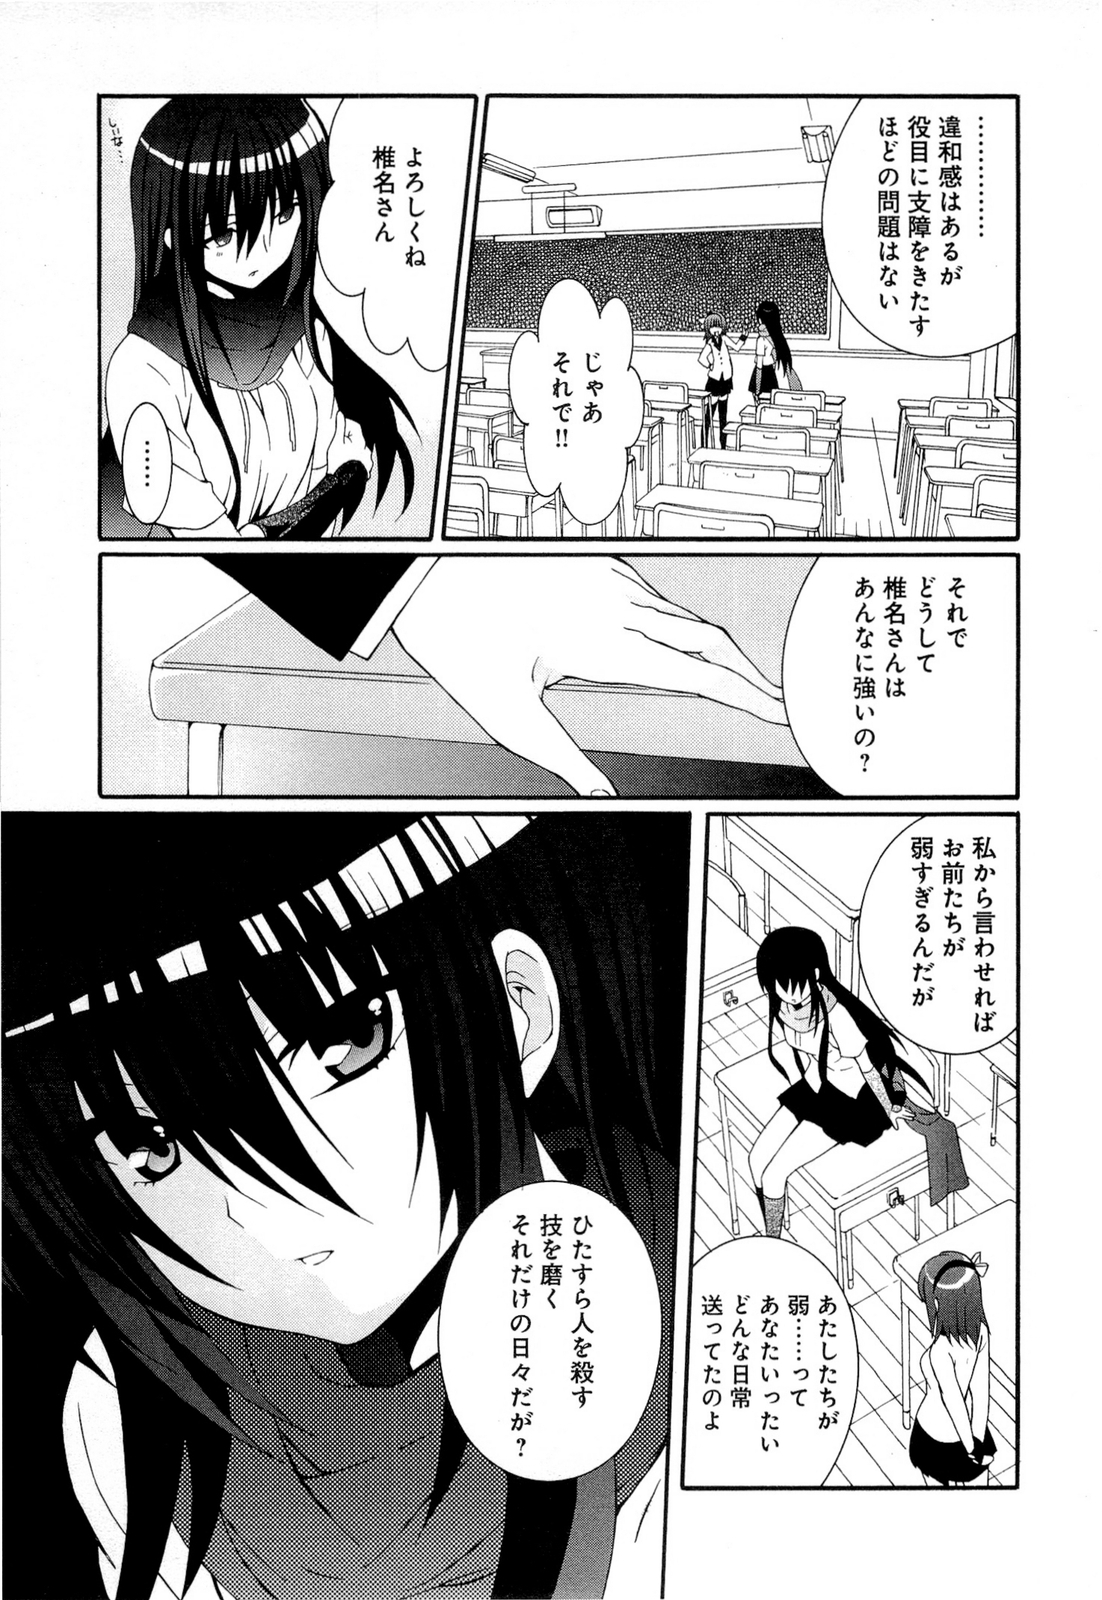 …………
違和感はあるが
役目に支障をきたす
ほどの問題はない
じゃあ
それで!!
よろしくね
椎名さん
しいな…
……
それで
どうして
椎名さんは
あんなに強いの?
私から言わせれば
お前たちが
弱すぎるんだが
あたしたちが
弱……って
あなたいったい
どんな日常
送ってたのよ
ひたすら人を殺す
技を磨く
それだけの日々だが?